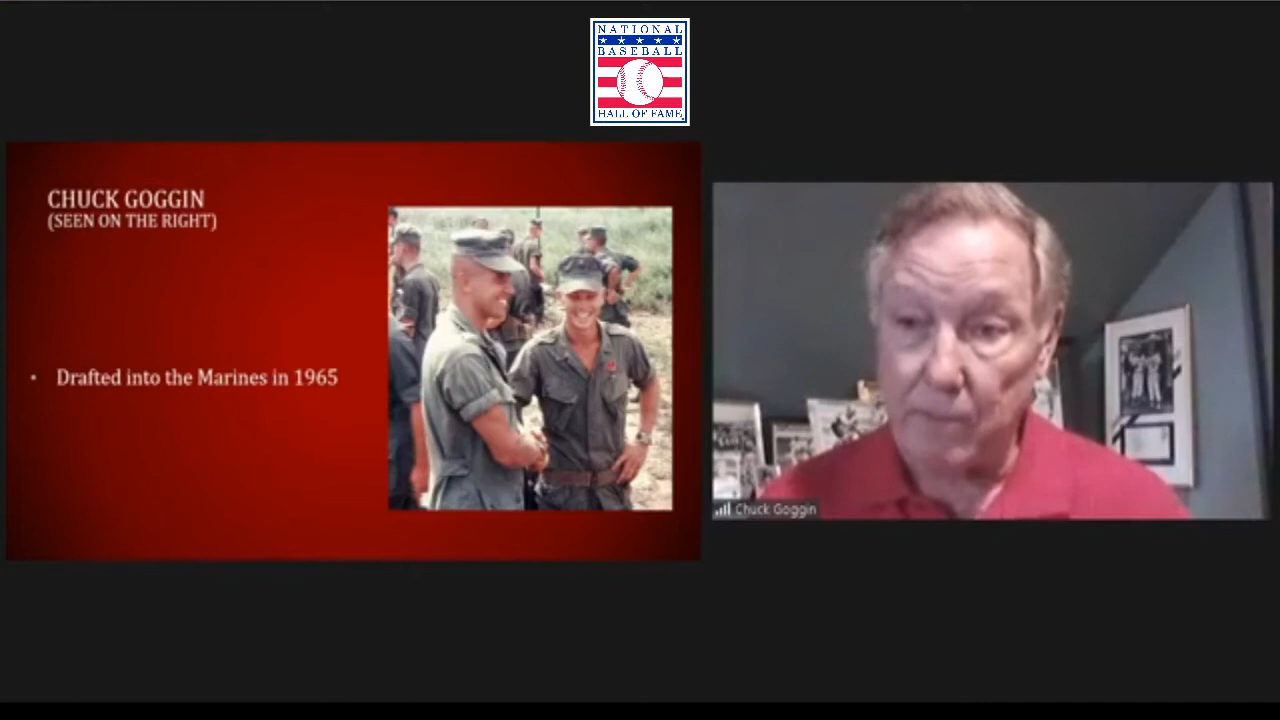 NATIONAL
BASEBALL
HALL OF FAME
CHUCK GOGGIN
(SEEN ON THE RIGHT)
• Drafted into the Marines in 1965
Chuck Goggin